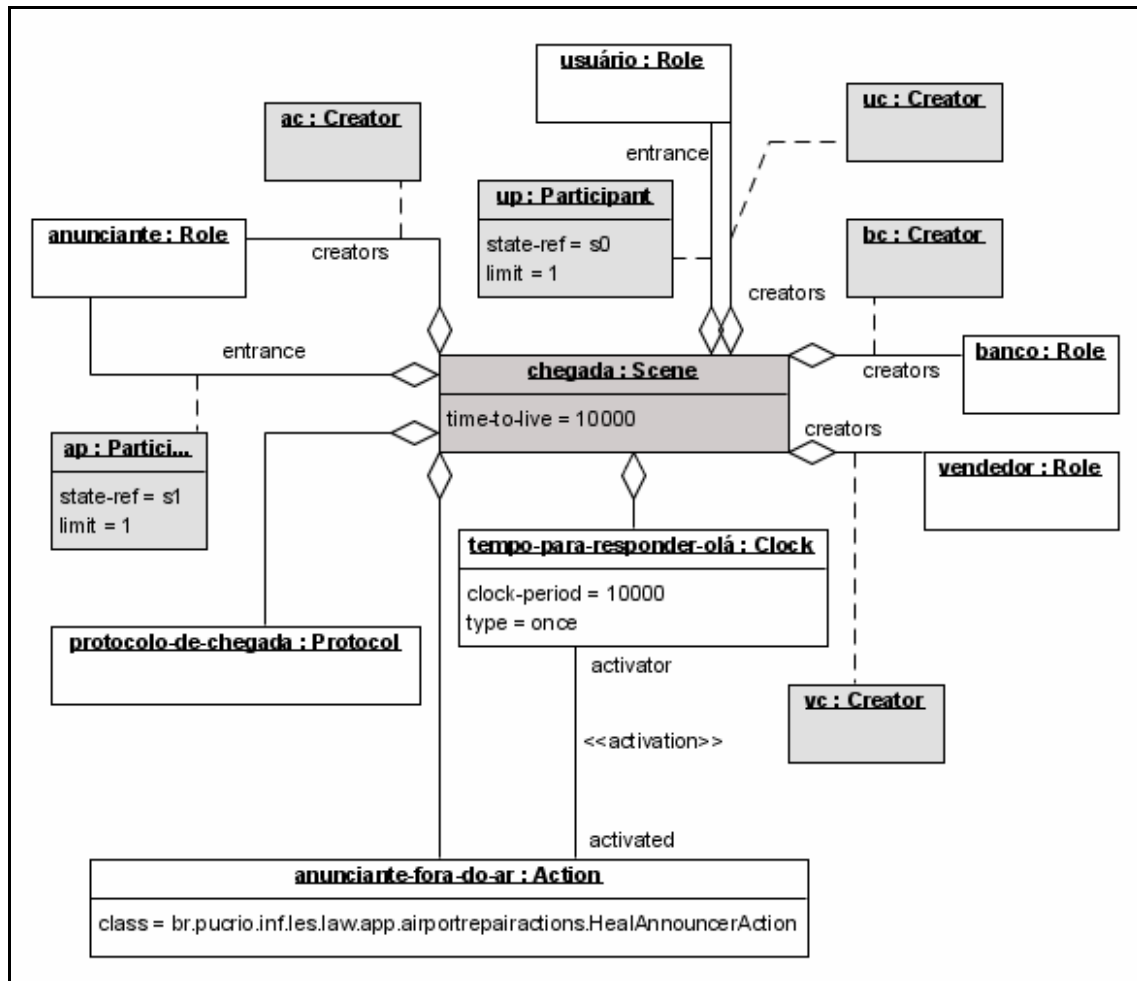 usuário : Role
ac : Creator
uc : Creator
entrance
up : Participant
state-ref = s0
limit = 1
anunciante : Role
creators
bc : Creator
creators
entrance
chegada : Scene
time-to-live = 10000
banco : Role
creators
creators
ap : Partici...
state-ref = s1
limit = 1
vendedor : Role
tempo-para-responder-olá : Clock
clock-period = 10000
type = once
protocolo-de-chegada : Protocol
activator
vc : Creator
<<activation>>
activated
anunciante-fora-do-ar : Action
class = br.pucrio.inf.les.law.app.airportrepairactions.HealAnnouncerAction